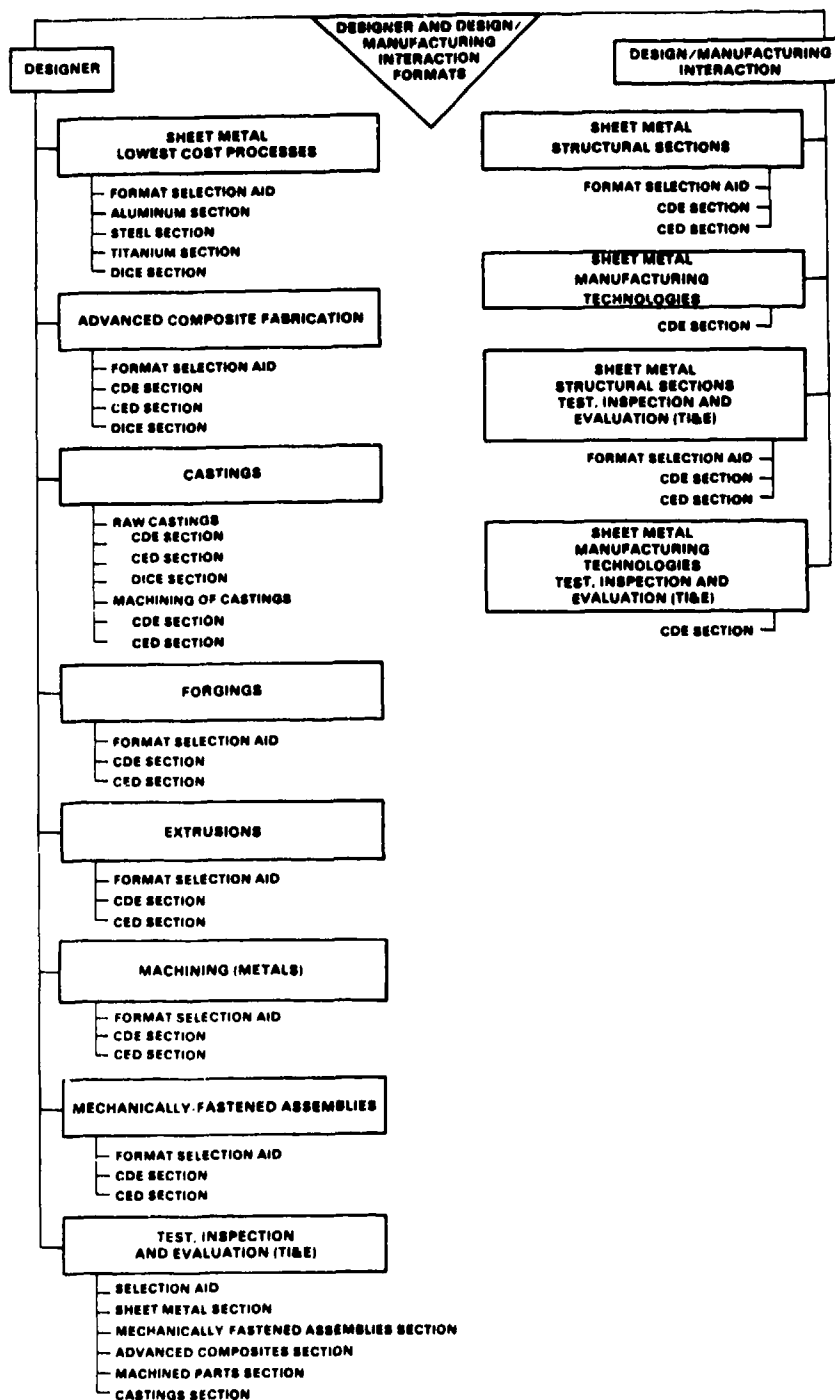 DESIGNER AND DESIGN/
MANUFACTURING
INTERACTION
FORMATS
DESIGNER
SHEET METAL
LOWEST COST PROCESSES
FORMAT SELECTION AID
ALUMINUM SECTION
STEEL SECTION
TITANIUM SECTION
DICE SECTION
ADVANCED COMPOSITE FABRICATION
FORMAT SELECTION AID
CDE SECTION
CED SECTION
DICE SECTION
CASTINGS
RAW CASTINGS
CDE SECTION
CED SECTION
DICE SECTION
MACHINING OF CASTINGS
CDE SECTION
CED SECTION
FORGINGS
FORMAT SELECTION AID
CDE SECTION
CED SECTION
EXTRUSIONS
FORMAT SELECTION AID
CDE SECTION
CED SECTION
MACHINING (METALS)
FORMAT SELECTION AID
CDE SECTION
CED SECTION
MECHANICALLY-FASTENED ASSEMBLIES
FORMAT SELECTION AID
CDE SECTION
CED SECTION
TEST, INSPECTION
AND EVALUATION (TI&E)
SELECTION AID
SHEET METAL SECTION
MECHANICALLY FASTENED ASSEMBLIES SECTION
ADVANCED COMPOSITES SECTION
MACHINED PARTS SECTION
CASTINGS SECTION
DESIGN/MANUFACTURING
INTERACTION
SHEET METAL
STRUCTURAL SECTIONS
FORMAT SELECTION AID
CDE SECTION
CED SECTION
SHEET METAL
MANUFACTURING
TECHNOLOGIES
CDE SECTION
SHEET METAL
STRUCTURAL SECTIONS
TEST, INSPECTION AND
EVALUATION (TI&E)
FORMAT SELECTION AID
CDE SECTION
CED SECTION
SHEET METAL
MANUFACTURING
TECHNOLOGIES
TEST, INSPECTION AND
EVALUATION (TI&E)
CDE SECTION